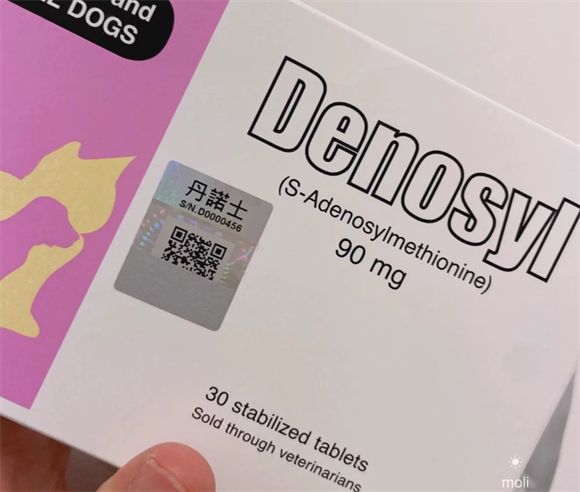 and
DOGS
Denosyl
(S-Adenosylmethionine)
90 mg
丹諾士
S/N.D0000456
30 stabilized tablets
Sold through veterinarians
moli